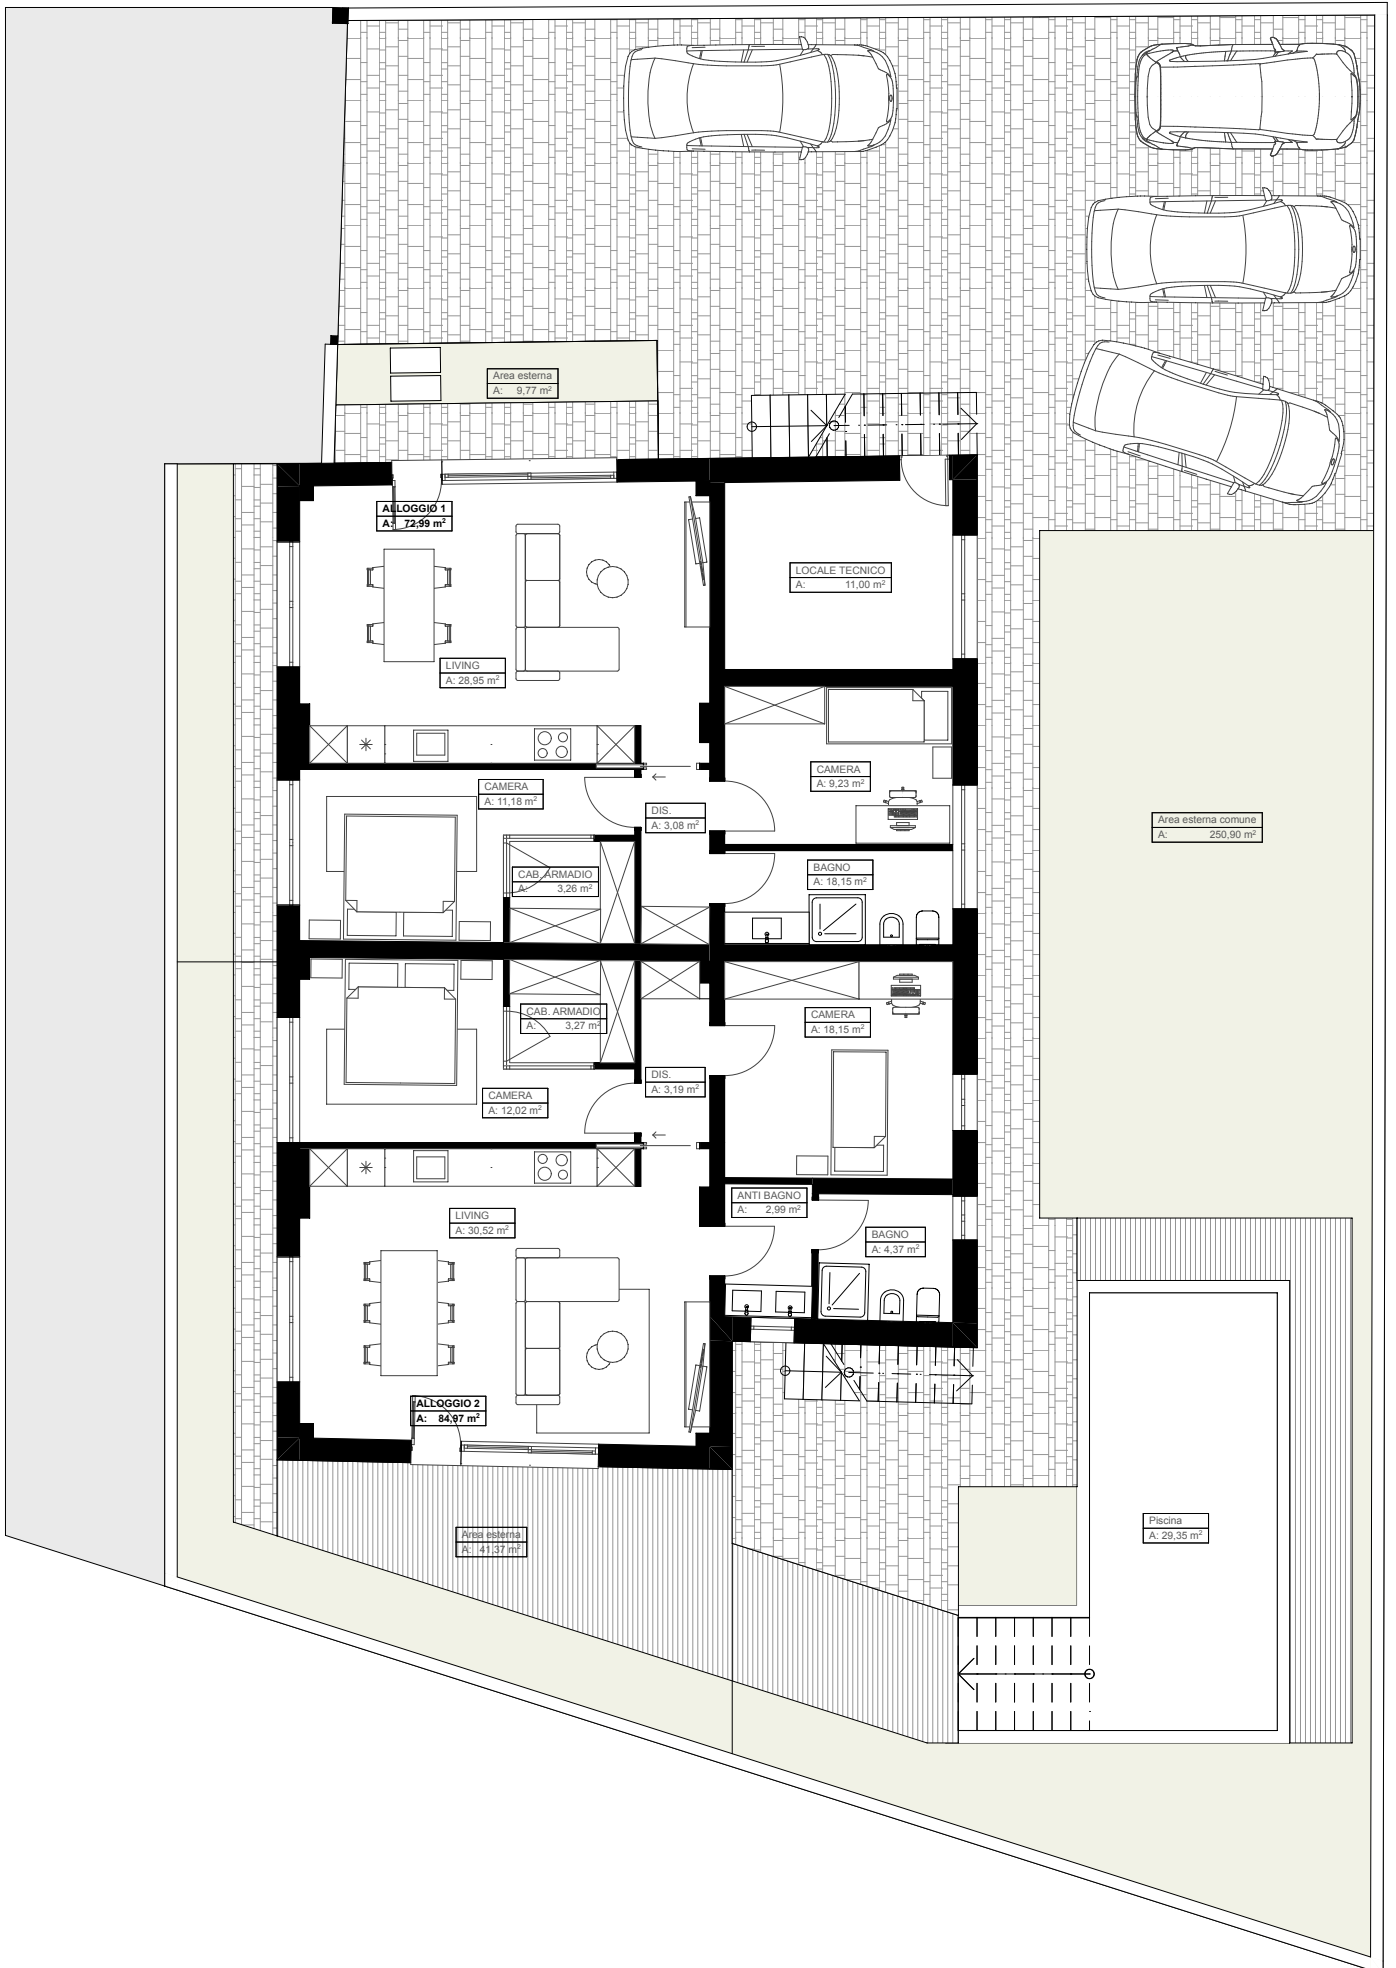 Area esterna
A: 9,77 m²
ALLOGGIO 1
A: 72,99 m²
LOCALE TECNICO
A: 11,00 m²
LIVING
A: 28,95 m²
CAMERA
A: 9,23 m²
CAMERA
A: 11,18 m²
DIS.
A: 3,08 m²
Area esterna comune
A: 250,90 m²
BAGNO
A: 18,15 m²
CAB. ARMADIO
A: 3,26 m²
CAB. ARMADIO
A: 3,27 m²
CAMERA
A: 18,15 m²
DIS.
A: 3,19 m²
CAMERA
A: 12,02 m²
ANTI BAGNO
A: 2,99 m²
LIVING
A: 30,52 m²
BAGNO
A: 4,37 m²
ALLOGGIO 2
A: 84,97 m²
Piscina
A: 29,35 m²
Area esterna
A: 41,37 m²